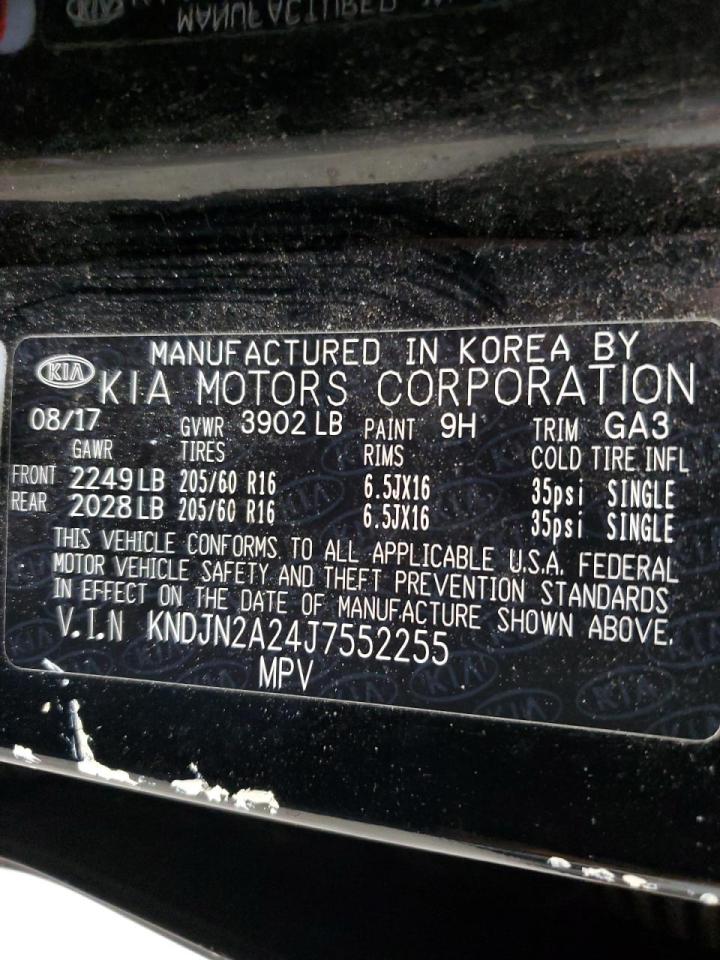 MANUFACTURED
KIA
MANUFACTURED IN KOREA BY
KIA KIA MOTORS CORPORATION
08/17 GVWR 3902 LB PAINT 9H TRIM GA3
GAWR TIRES RIMS COLD TIRE INFL
FRONT 2249 LB 205/60 R16 6.5JX16 35psi SINGLE
REAR 2028 LB 205/60 R16 6.5JX16 35psi SINGLE
THIS VEHICLE CONFORMS TO ALL APPLICABLE U.S.A. FEDERAL
MOTOR VEHICLE SAFETY AND THEFT PREVENTION STANDARDS
IN EFFECT ON THE DATE OF MANUFACTURE SHOWN ABOVE.
V.I.N KNDJN2A24J7552255
MPV